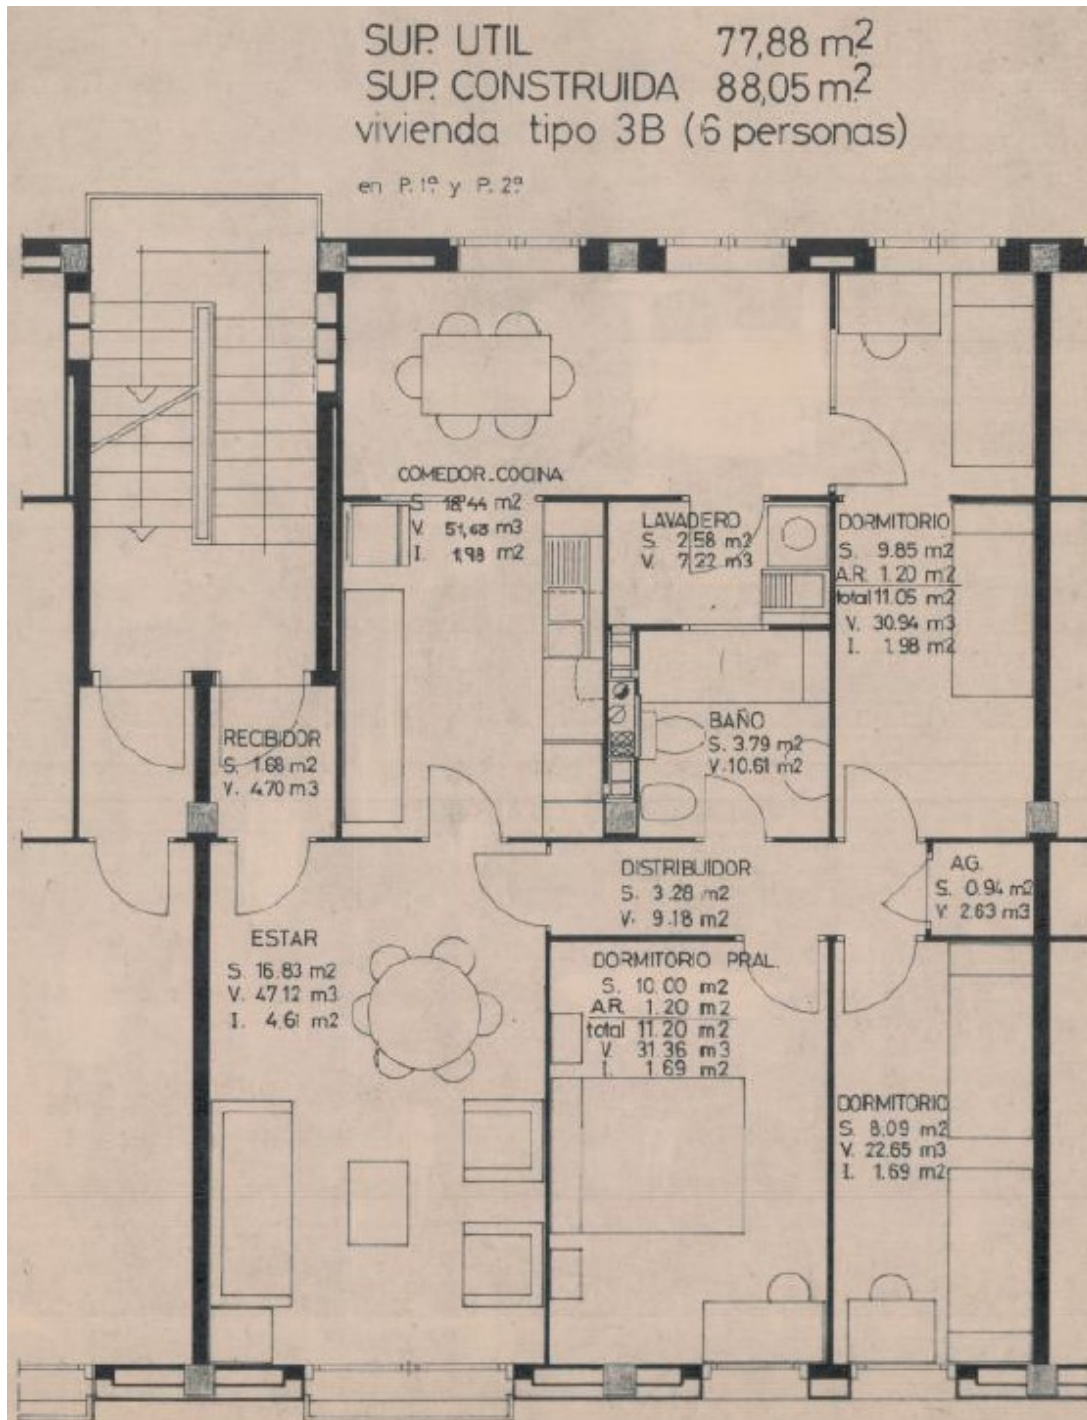 SUP. UTIL 77,88 m2
SUP. CONSTRUIDA 88,05 m2
vivienda tipo 3B (6 personas)
en P. 1ª y P. 2ª
COMEDOR-COCINA
S. 18,44 m2
V. 51,63 m3
I. 1,98 m2
LAVADERO
S. 2.58 m2
V. 7.22 m3
DORMITORIO
S. 9.85 m2
A.R. 1.20 m2
total 11.05 m2
V. 30.94 m3
I. 1.98 m2
RECIBIDOR
S. 1.68 m2
V. 4.70 m3
BAÑO
S. 3.79 m2
V. 10.61 m2
DISTRIBUIDOR
S. 3.28 m2
V. 9.18 m2
AG.
S. 0.94 m2
V. 2.63 m3
ESTAR
S. 16.83 m2
V. 47.12 m3
I. 4.61 m2
DORMITORIO PRAL.
S. 10.00 m2
A.R. 1.20 m2
total 11.20 m2
V. 31.36 m3
I. 1.69 m2
DORMITORIO
S. 8.09 m2
V. 22.65 m3
I. 1.69 m2